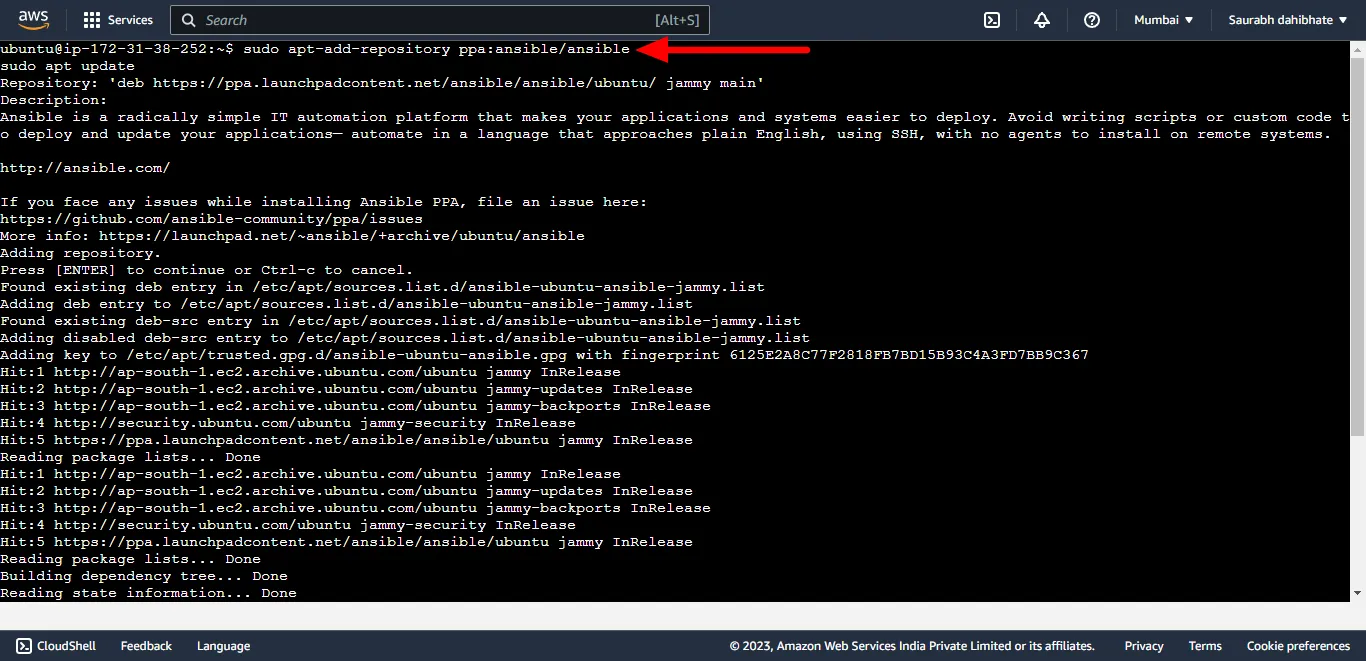 aws
Services
Search
[Alt+S]
Mumbai
Saurabh dahibhate
ubuntu@ip-172-31-38-252:~$ sudo apt-add-repository ppa:ansible/ansible
sudo apt update
Repository: 'deb https://ppa.launchpadcontent.net/ansible/ansible/ubuntu/ jammy main'
Description:
Ansible is a radically simple IT automation platform that makes your applications and systems easier to deploy. Avoid writing scripts or custom code t
o deploy and update your applications— automate in a language that approaches plain English, using SSH, with no agents to install on remote systems.
http://ansible.com/
If you face any issues while installing Ansible PPA, file an issue here:
https://github.com/ansible-community/ppa/issues
More info: https://launchpad.net/~ansible/+archive/ubuntu/ansible
Adding repository.
Press [ENTER] to continue or Ctrl-c to cancel.
Found existing deb entry in /etc/apt/sources.list.d/ansible-ubuntu-ansible-jammy.list
Adding deb entry to /etc/apt/sources.list.d/ansible-ubuntu-ansible-jammy.list
Found existing deb-src entry in /etc/apt/sources.list.d/ansible-ubuntu-ansible-jammy.list
Adding disabled deb-src entry to /etc/apt/sources.list.d/ansible-ubuntu-ansible-jammy.list
Adding key to /etc/apt/trusted.gpg.d/ansible-ubuntu-ansible.gpg with fingerprint 6125E2A8C77F2818FB7BD15B93C4A3FD7BB9C367
Hit:1 http://ap-south-1.ec2.archive.ubuntu.com/ubuntu jammy InRelease
Hit:2 http://ap-south-1.ec2.archive.ubuntu.com/ubuntu jammy-updates InRelease
Hit:3 http://ap-south-1.ec2.archive.ubuntu.com/ubuntu jammy-backports InRelease
Hit:4 http://security.ubuntu.com/ubuntu jammy-security InRelease
Hit:5 https://ppa.launchpadcontent.net/ansible/ansible/ubuntu jammy InRelease
Reading package lists... Done
Hit:1 http://ap-south-1.ec2.archive.ubuntu.com/ubuntu jammy InRelease
Hit:2 http://ap-south-1.ec2.archive.ubuntu.com/ubuntu jammy-updates InRelease
Hit:3 http://ap-south-1.ec2.archive.ubuntu.com/ubuntu jammy-backports InRelease
Hit:4 http://security.ubuntu.com/ubuntu jammy-security InRelease
Hit:5 https://ppa.launchpadcontent.net/ansible/ansible/ubuntu jammy InRelease
Reading package lists... Done
Building dependency tree... Done
Reading state information... Done
CloudShell
Feedback
Language
© 2023, Amazon Web Services India Private Limited or its affiliates.
Privacy
Terms
Cookie preferences